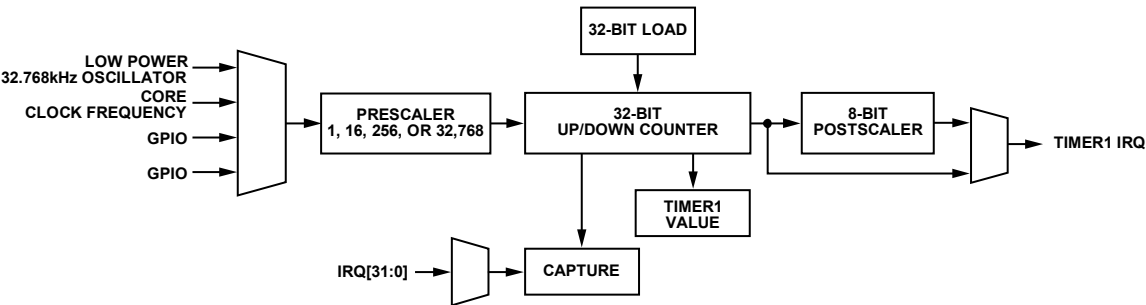 32-BIT LOAD
LOW POWER
32.768kHz OSCILLATOR
CORE
CLOCK FREQUENCY
GPIO
GPIO
PRESCALER
1, 16, 256, OR 32,768
32-BIT
UP/DOWN COUNTER
8-BIT
POSTSCALER
TIMER1 IRQ
TIMER1
VALUE
IRQ[31:0]
CAPTURE